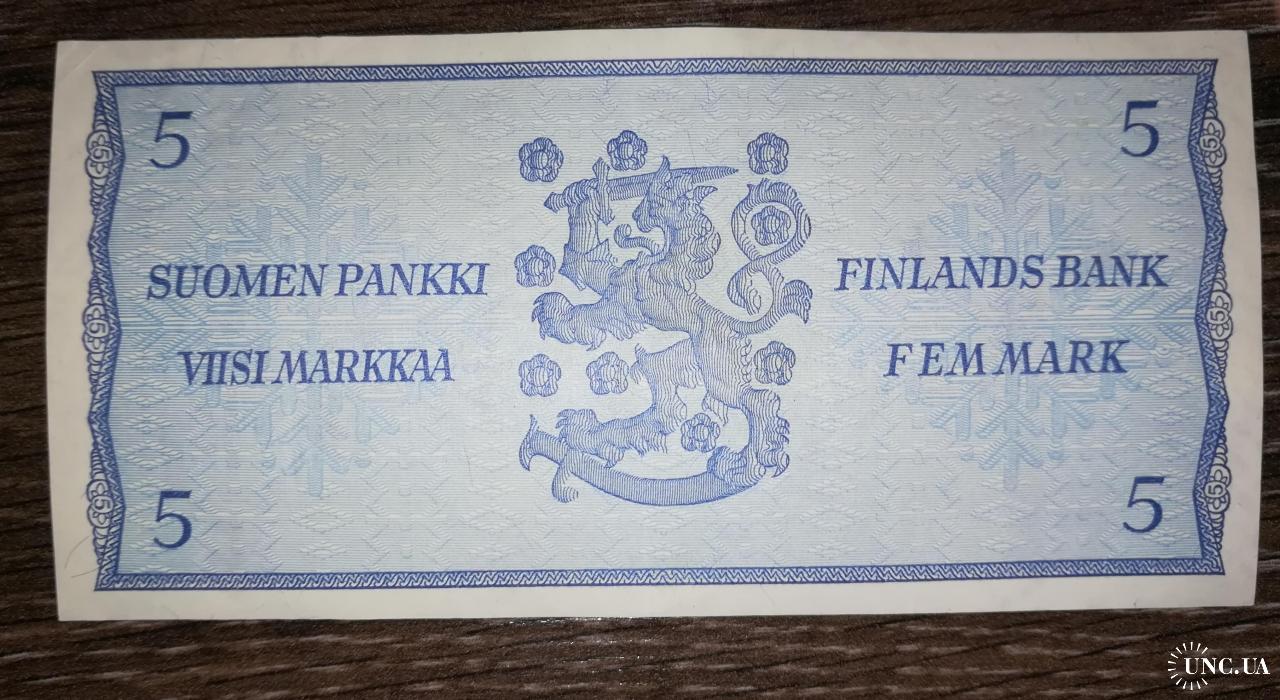 5
5
SUOMEN PANKKI
FINLANDS BANK
VIISI MARKKAA
FEM MARK
5
5
UNC.UA